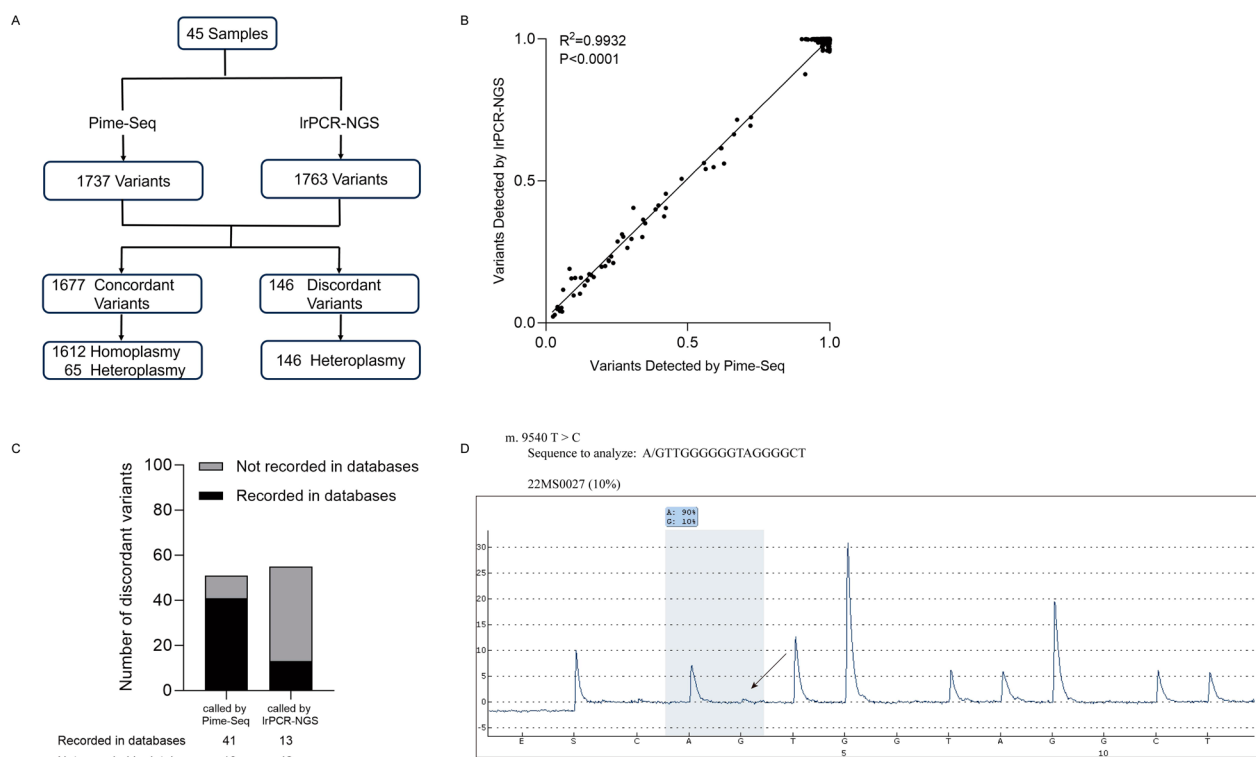 A
45 Samples
Pime-Seq
lrPCR-NGS
1737 Variants
1763 Variants
1677 Concordant
Variants
146 Discordant
Variants
1612 Homoplasmy
65 Heteroplasmy
146 Heteroplasmy
B
R²=0.9932
P<0.0001
Variants Detected by lrPCR-NGS
1.0
0.5
0.0
0.0 0.5 1.0
Variants Detected by Pime-Seq
C
Number of discordant variants
100
80
60
40
20
0
Not recorded in databases
Recorded in databases
called by
Pime-Seq
called by
lrPCR-NGS
Recorded in databases 41 13
D
m. 9540 T > C
Sequence to analyze: A/GTTGGGGGGTAGGGGCT
22MS0027 (10%)
A: 90%
G: 10%
30
25
20
15
10
5
0
-5
E S C A G T G G T A G G C T
5 10